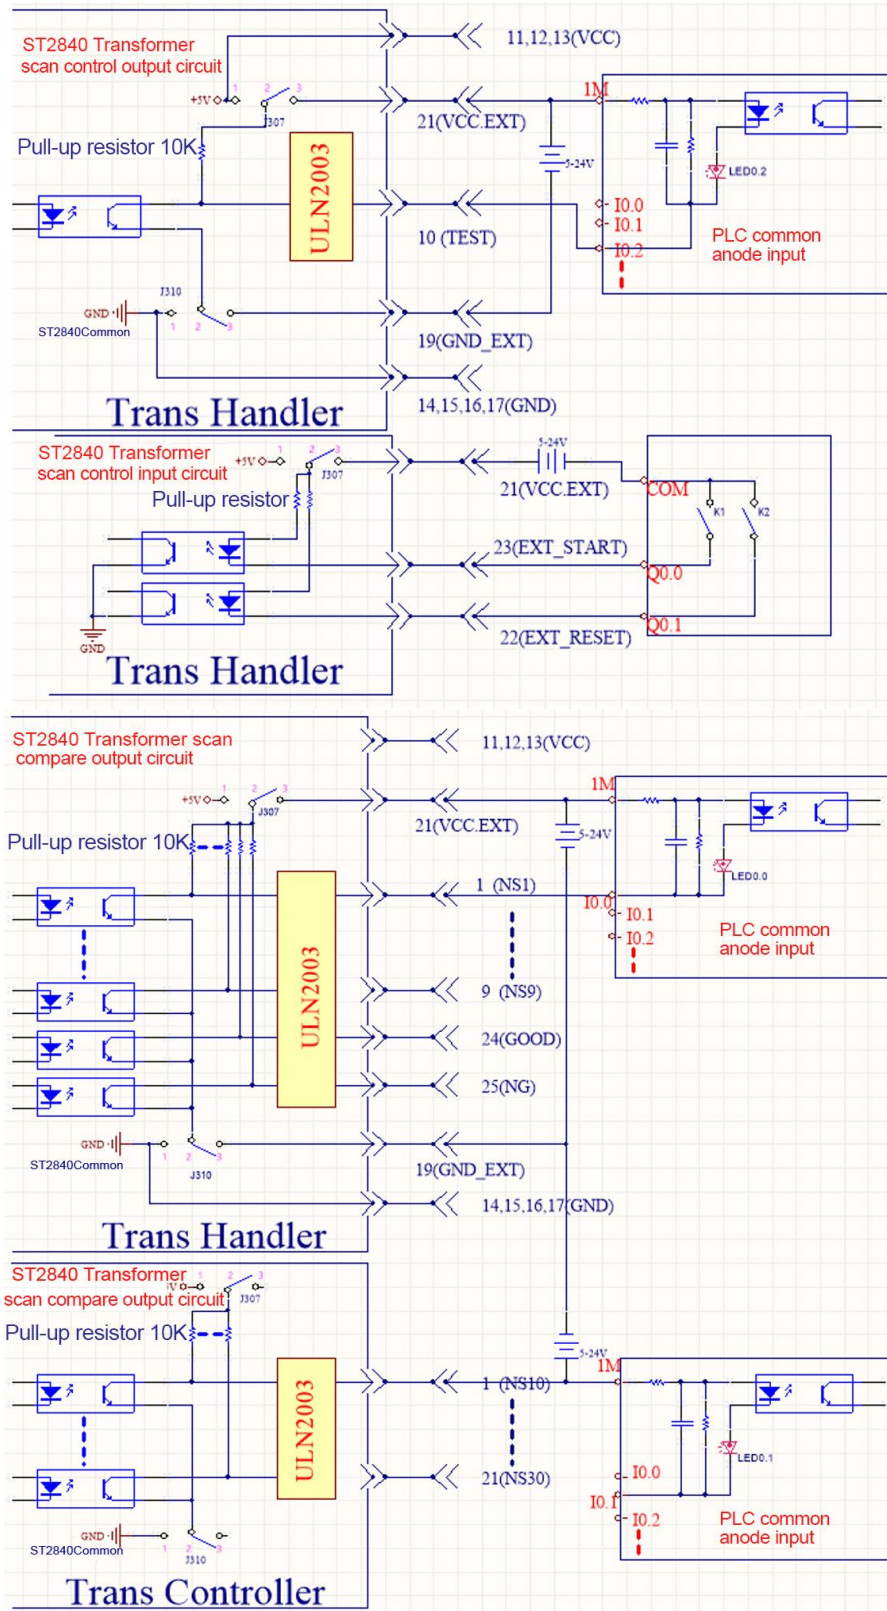 ST2840 Transformer
scan control output circuit
11,12,13(VCC)
+5V
1
2
3
J307
1M
21(VCC.EXT)
Pull-up resistor 10K
ULN2003
5-24V
LED0.2
I0.0
I0.1
I0.2
10 (TEST)
PLC common
anode input
J310
GND
1
2
3
ST2840Common
19(GND_EXT)
14,15,16,17(GND)
Trans Handler
ST2840 Transformer
scan control input circuit
+5V
1
2
3
J307
5-24V
21(VCC.EXT)
COM
Pull-up resistor
K1
K2
23(EXT_START)
Q0.0
Q0.1
22(EXT_RESET)
GND
Trans Handler
ST2840 Transformer scan
compare output circuit
11,12,13(VCC)
+5V
1
2
3
J307
1M
21(VCC.EXT)
Pull-up resistor 10K
5-24V
LED0.0
1 (NS1)
I0.0
I0.1
I0.2
PLC common
anode input
ULN2003
9 (NS9)
24(GOOD)
25(NG)
GND
1
2
3
J310
ST2840Common
19(GND_EXT)
14,15,16,17(GND)
Trans Handler
ST2840 Transformer
scan compare output circuit
V
1
2
3
J307
Pull-up resistor 10K
5-24V
1M
1 (NS10)
ULN2003
LED0.1
I0.0
I0.1
I0.2
21(NS30)
PLC common
anode input
GND
1
2
3
J310
ST2840Common
Trans Controller